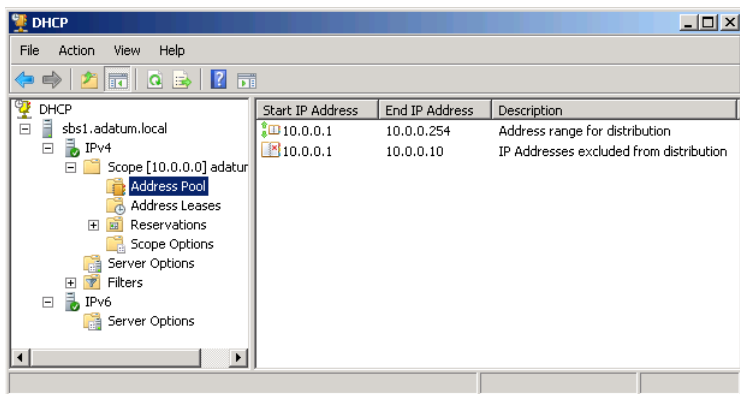 DHCP
File Action View Help
DHCP
sbs1.adatum.local
IPv4
Scope [10.0.0.0] adatur
Address Pool
Address Leases
Reservations
Scope Options
Server Options
Filters
IPv6
Server Options
Start IP Address End IP Address Description
10.0.0.1 10.0.0.254 Address range for distribution
10.0.0.1 10.0.0.10 IP Addresses excluded from distribution